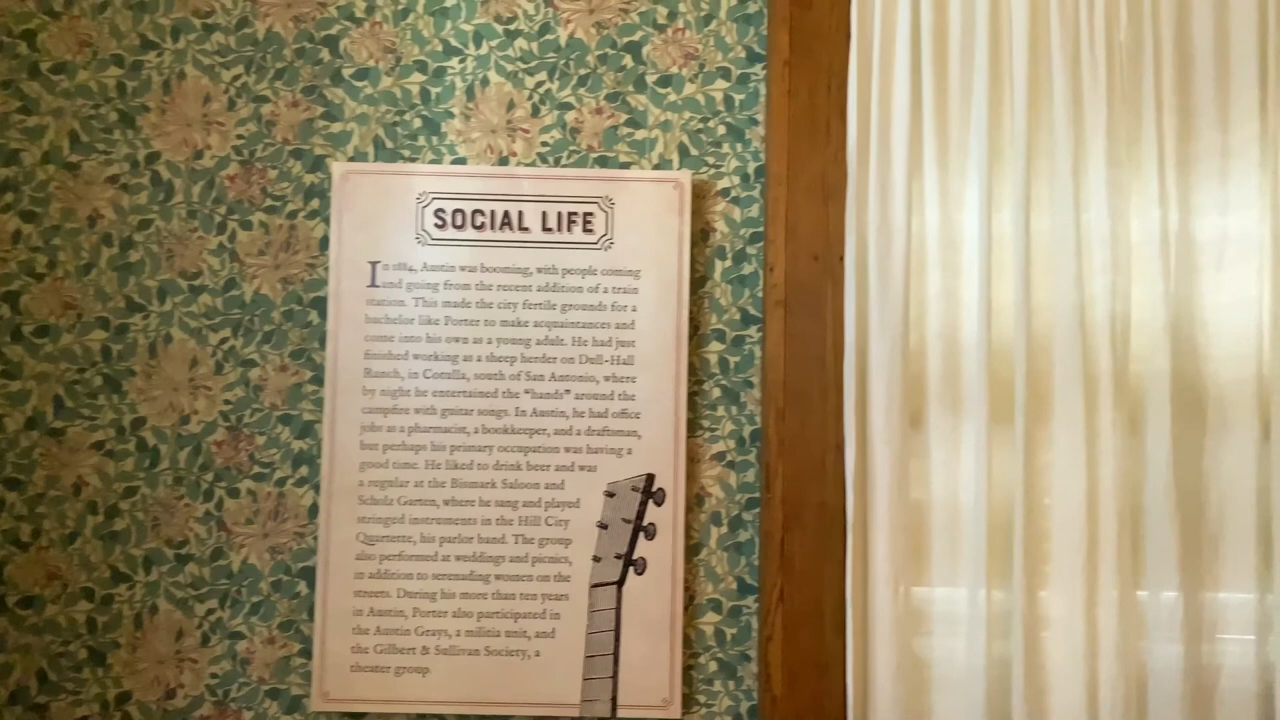 SOCIAL LIFE
In 1884, Austin was booming, with people coming
and going from the recent addition of a train
station. This made the city fertile grounds for a
bachelor like Porter to make acquaintances and
come into his own as a young adult. He had just
finished working as a sheep herder on Dull-Hall
Ranch, in Cotulla, south of San Antonio, where
by night he entertained the “hands” around the
campfire with guitar songs. In Austin, he had office
jobs as a pharmacist, a bookkeeper, and a draftsman,
but perhaps his primary occupation was having a
good time. He liked to drink beer and was
a regular at the Bismark Saloon and
Scholz Garten, where he sang and played
stringed instruments in the Hill City
Quartette, his parlor band. The group
also performed at weddings and picnics,
in addition to serenading women on the
streets. During his more than ten years
in Austin, Porter also participated in
the Austin Grays, a militia unit, and
the Gilbert & Sullivan Society, a
theater group.